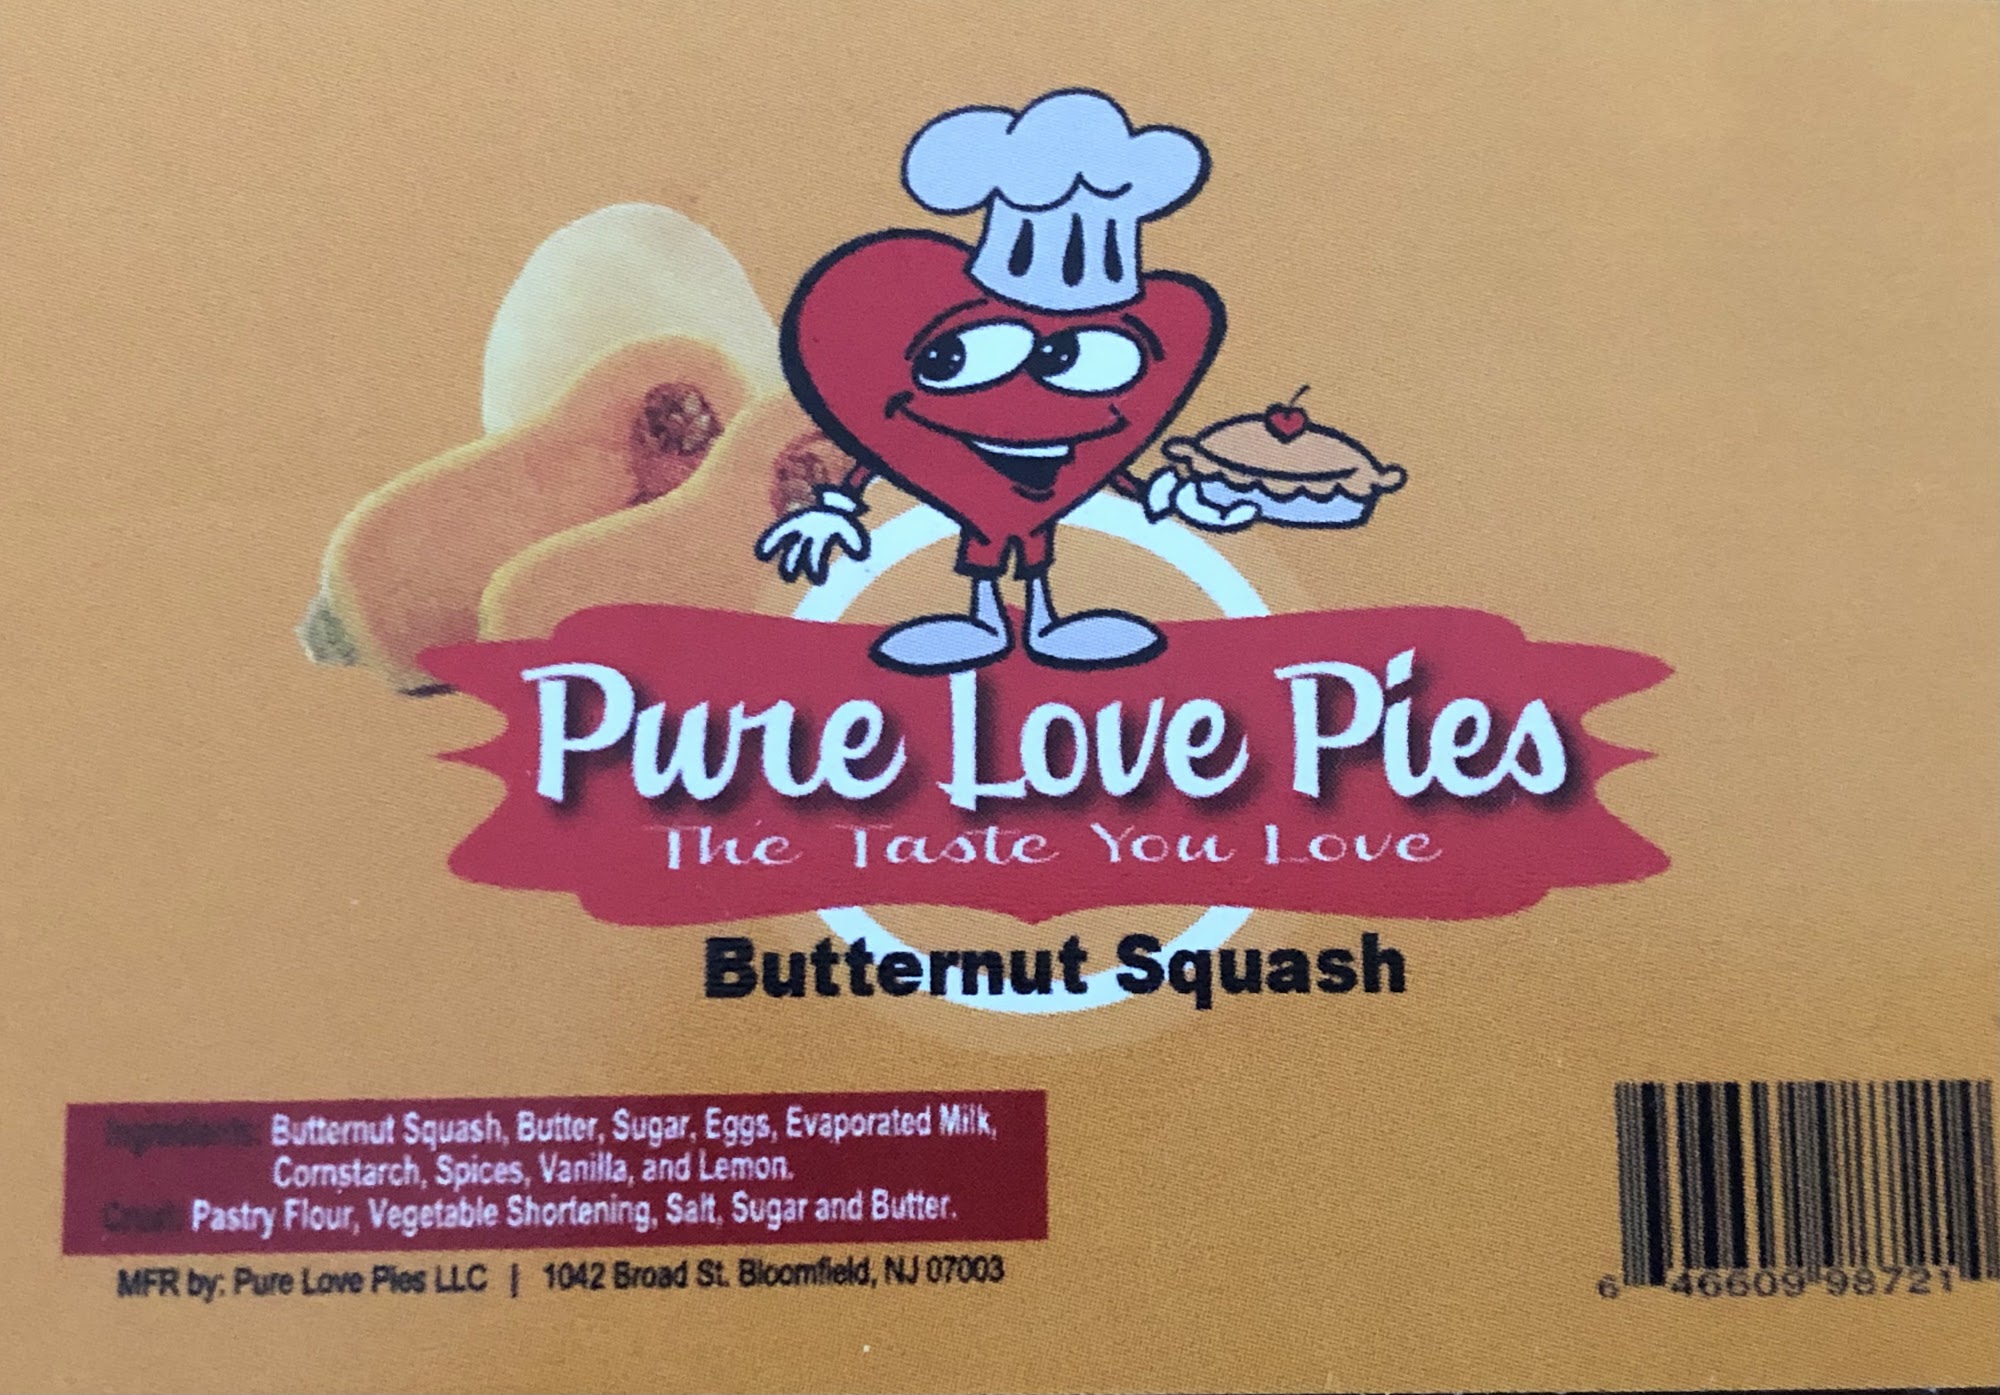 Pure Love Pies
The Taste You Love
Butternut Squash
Ingredients: Butternut Squash, Butter, Sugar, Eggs, Evaporated Milk,
Cornstarch, Spices, Vanilla, and Lemon.
Crust: Pastry Flour, Vegetable Shortening, Salt, Sugar and Butter.
MFR by: Pure Love Pies LLC | 1042 Broad St. Bloomfield, NJ 07003
6 46609 98721